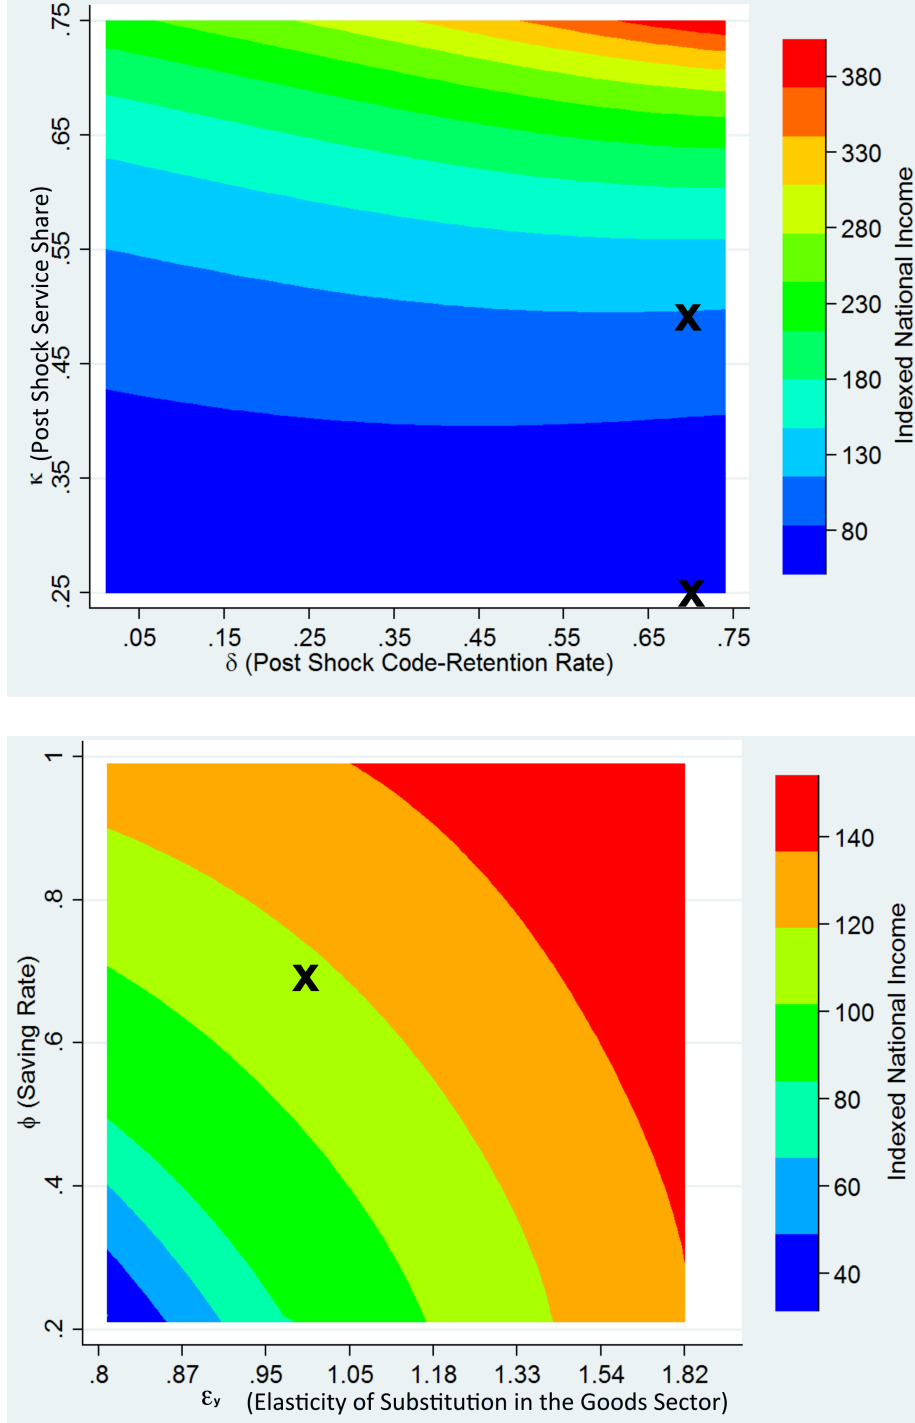 .75
.65
.55
.45
.35
.25
κ (Post Shock Service Share)
X
X
.05 .15 .25 .35 .45 .55 .65 .75
δ (Post Shock Code-Retention Rate)
380
330
280
230
180
130
80
Indexed National Income
1
.8
.6
.4
.2
ϕ (Saving Rate)
X
.8 .87 .95 1.05 1.18 1.33 1.54 1.82
εy (Elasticity of Substitution in the Goods Sector)
140
120
100
80
60
40
Indexed National Income